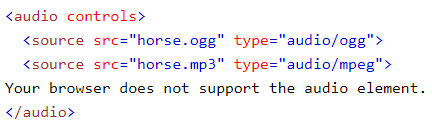 <audio controls>
  <source src="horse.ogg" type="audio/ogg">
  <source src="horse.mp3" type="audio/mpeg">
Your browser does not support the audio element.
</audio>